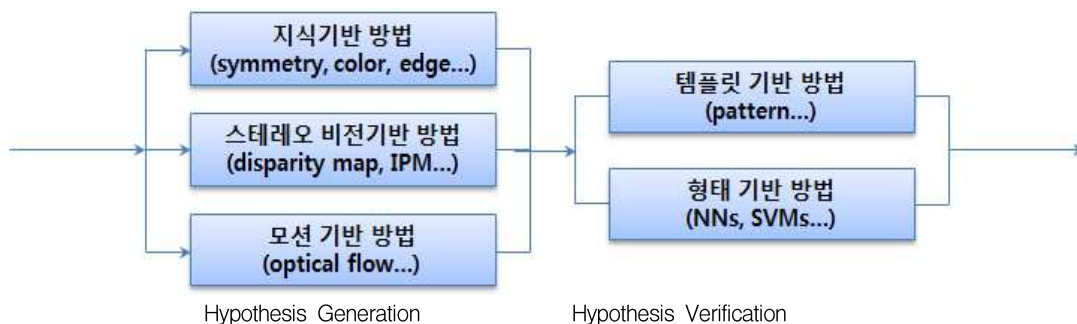 지식기반 방법
(symmetry, color, edge...)
스테레오 비전기반 방법
(disparity map, IPM...)
모션 기반 방법
(optical flow...)
템플릿 기반 방법
(pattern...)
형태 기반 방법
(NNs, SVMs...)
Hypothesis Generation
Hypothesis Verification